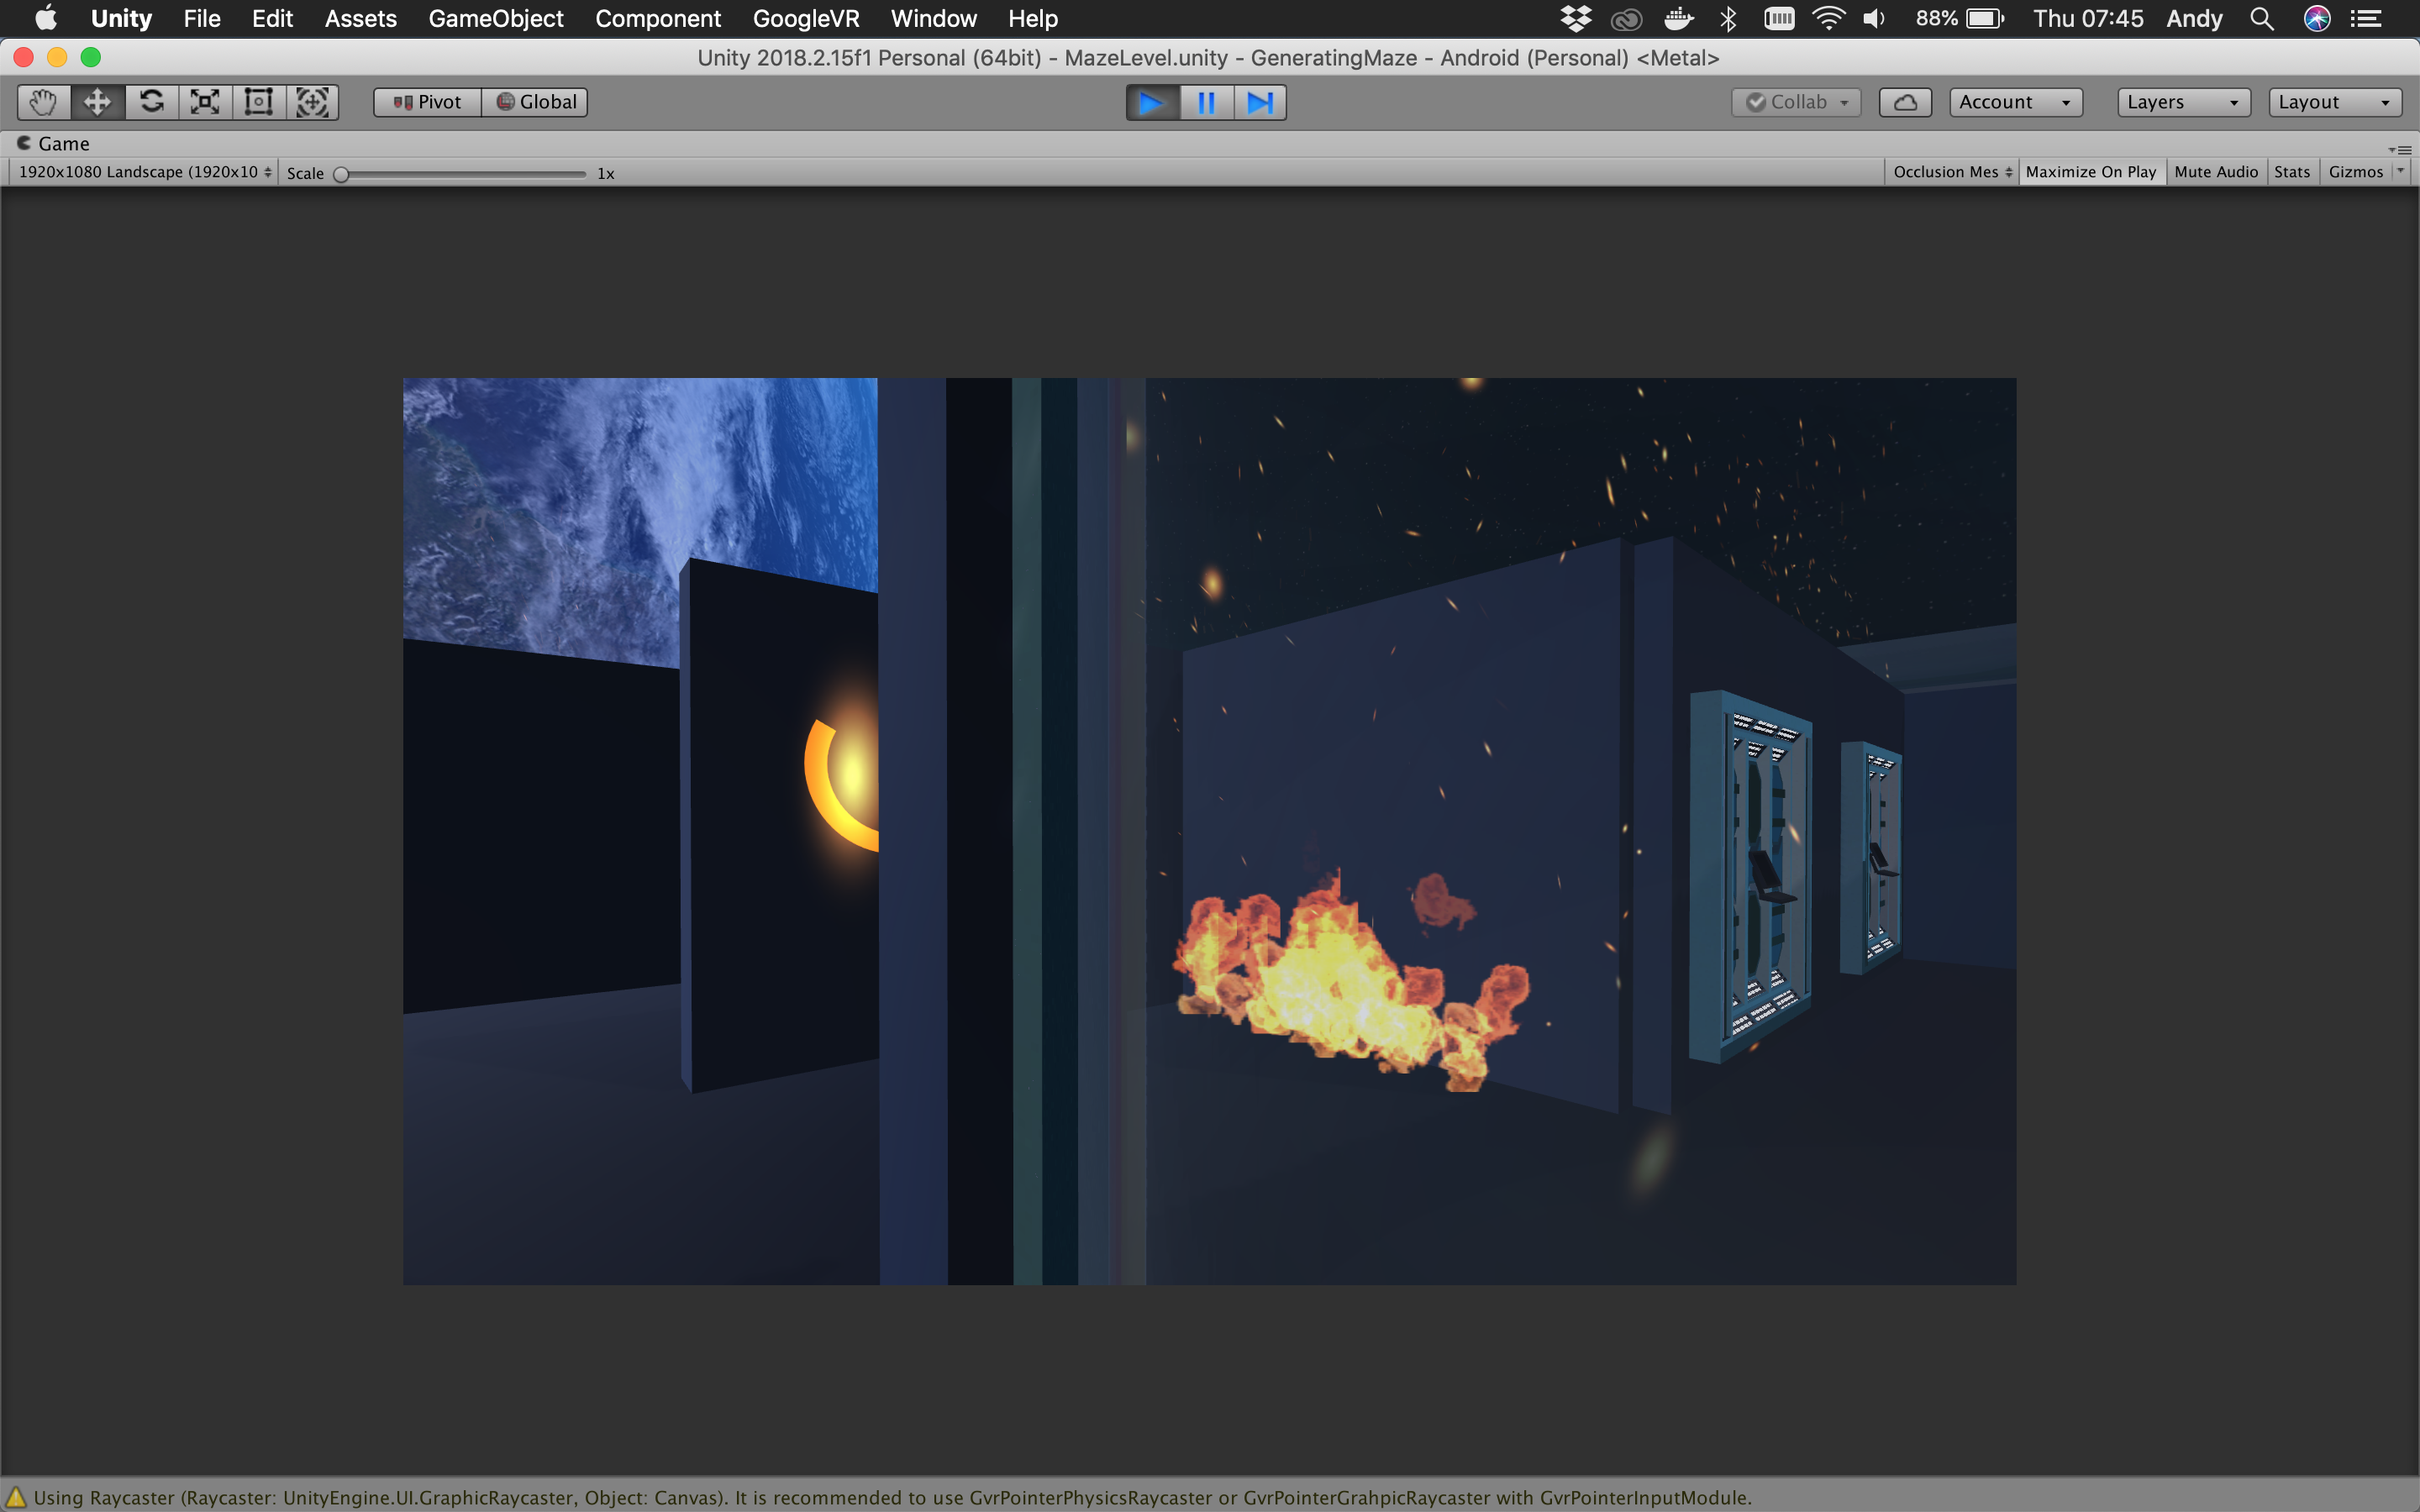 Unity File Edit Assets GameObject Component GoogleVR Window Help 88% Thu 07:45 Andy
Unity 2018.2.15f1 Personal (64bit) - MazeLevel.unity - GeneratingMaze - Android (Personal) <Metal>
Pivot Global Collab Account Layers Layout
Game
1920x1080 Landscape (1920x10 Scale 1x Occlusion Mes Maximize On Play Mute Audio Stats Gizmos
Using Raycaster (Raycaster: UnityEngine.UI.GraphicRaycaster, Object: Canvas). It is recommended to use GvrPointerPhysicsRaycaster or GvrPointerGrahpicRaycaster with GvrPointerInputModule.